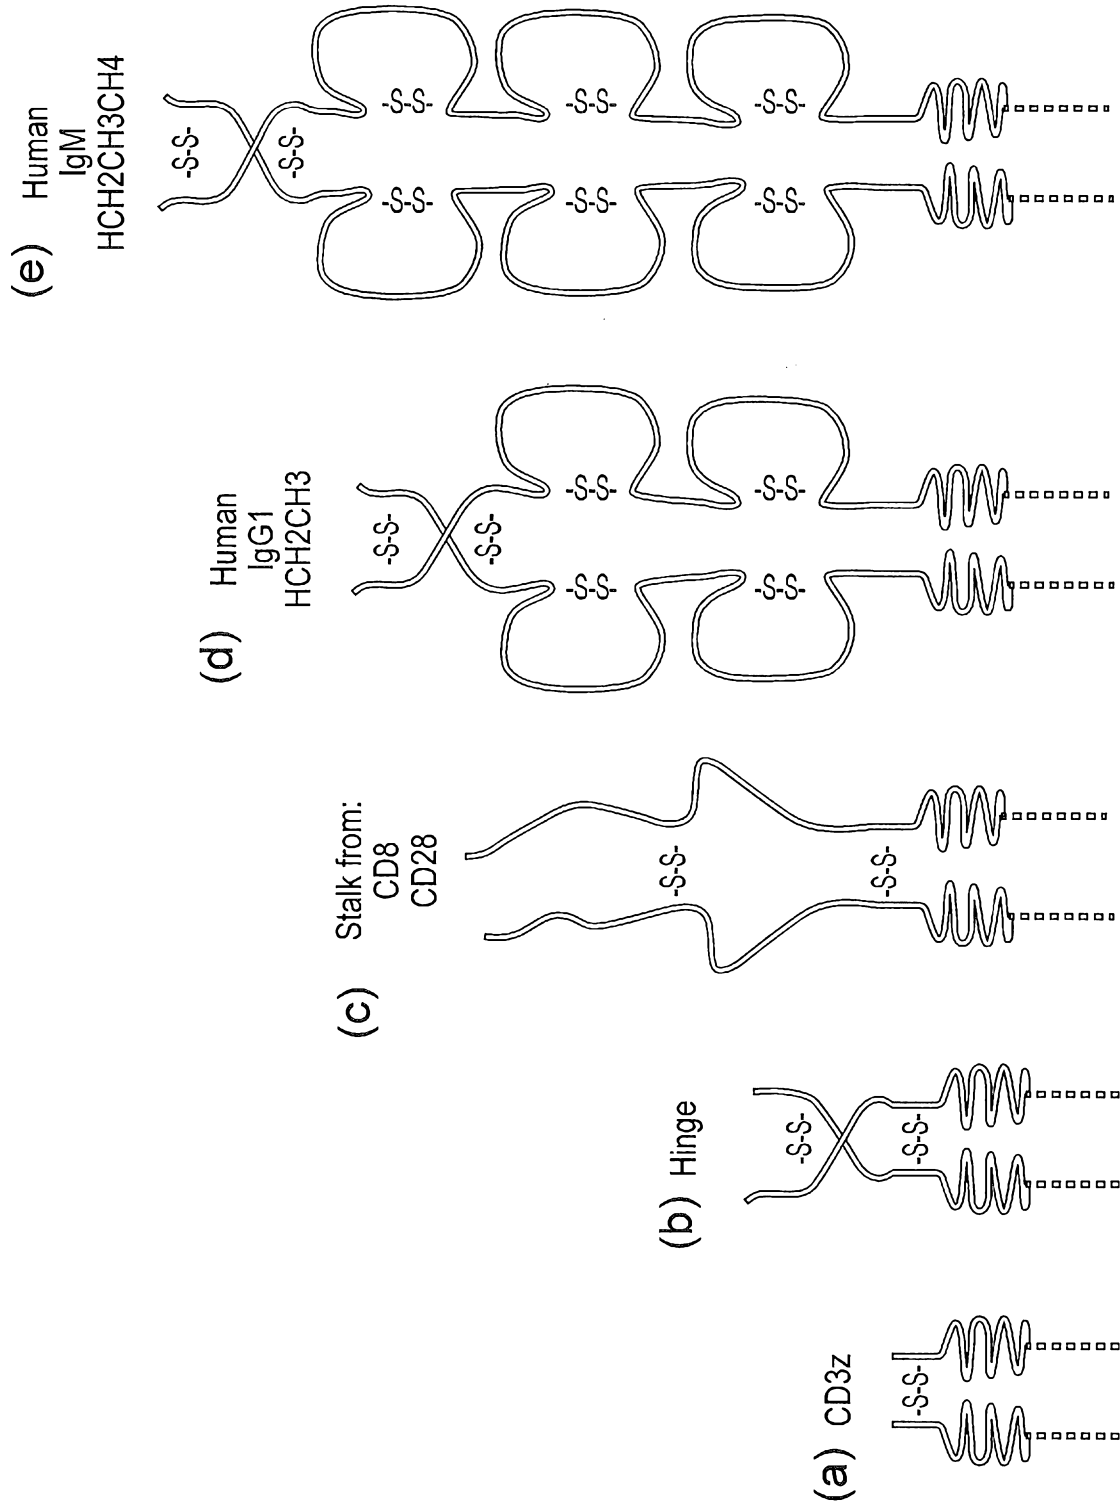 (a) CD3z
-S-S-
(b) Hinge
-S-S-
-S-S-
(c)
Stalk from:
CD8
CD28
-S-S-
-S-S-
(d)
Human
IgG1
HCH2CH3
-S-S-
-S-S-
-S-S-
-S-S-
-S-S-
-S-S-
(e)
Human
IgM
HCH2CH3CH4
-S-S-
-S-S-
-S-S-
-S-S-
-S-S-
-S-S-
-S-S-
-S-S-